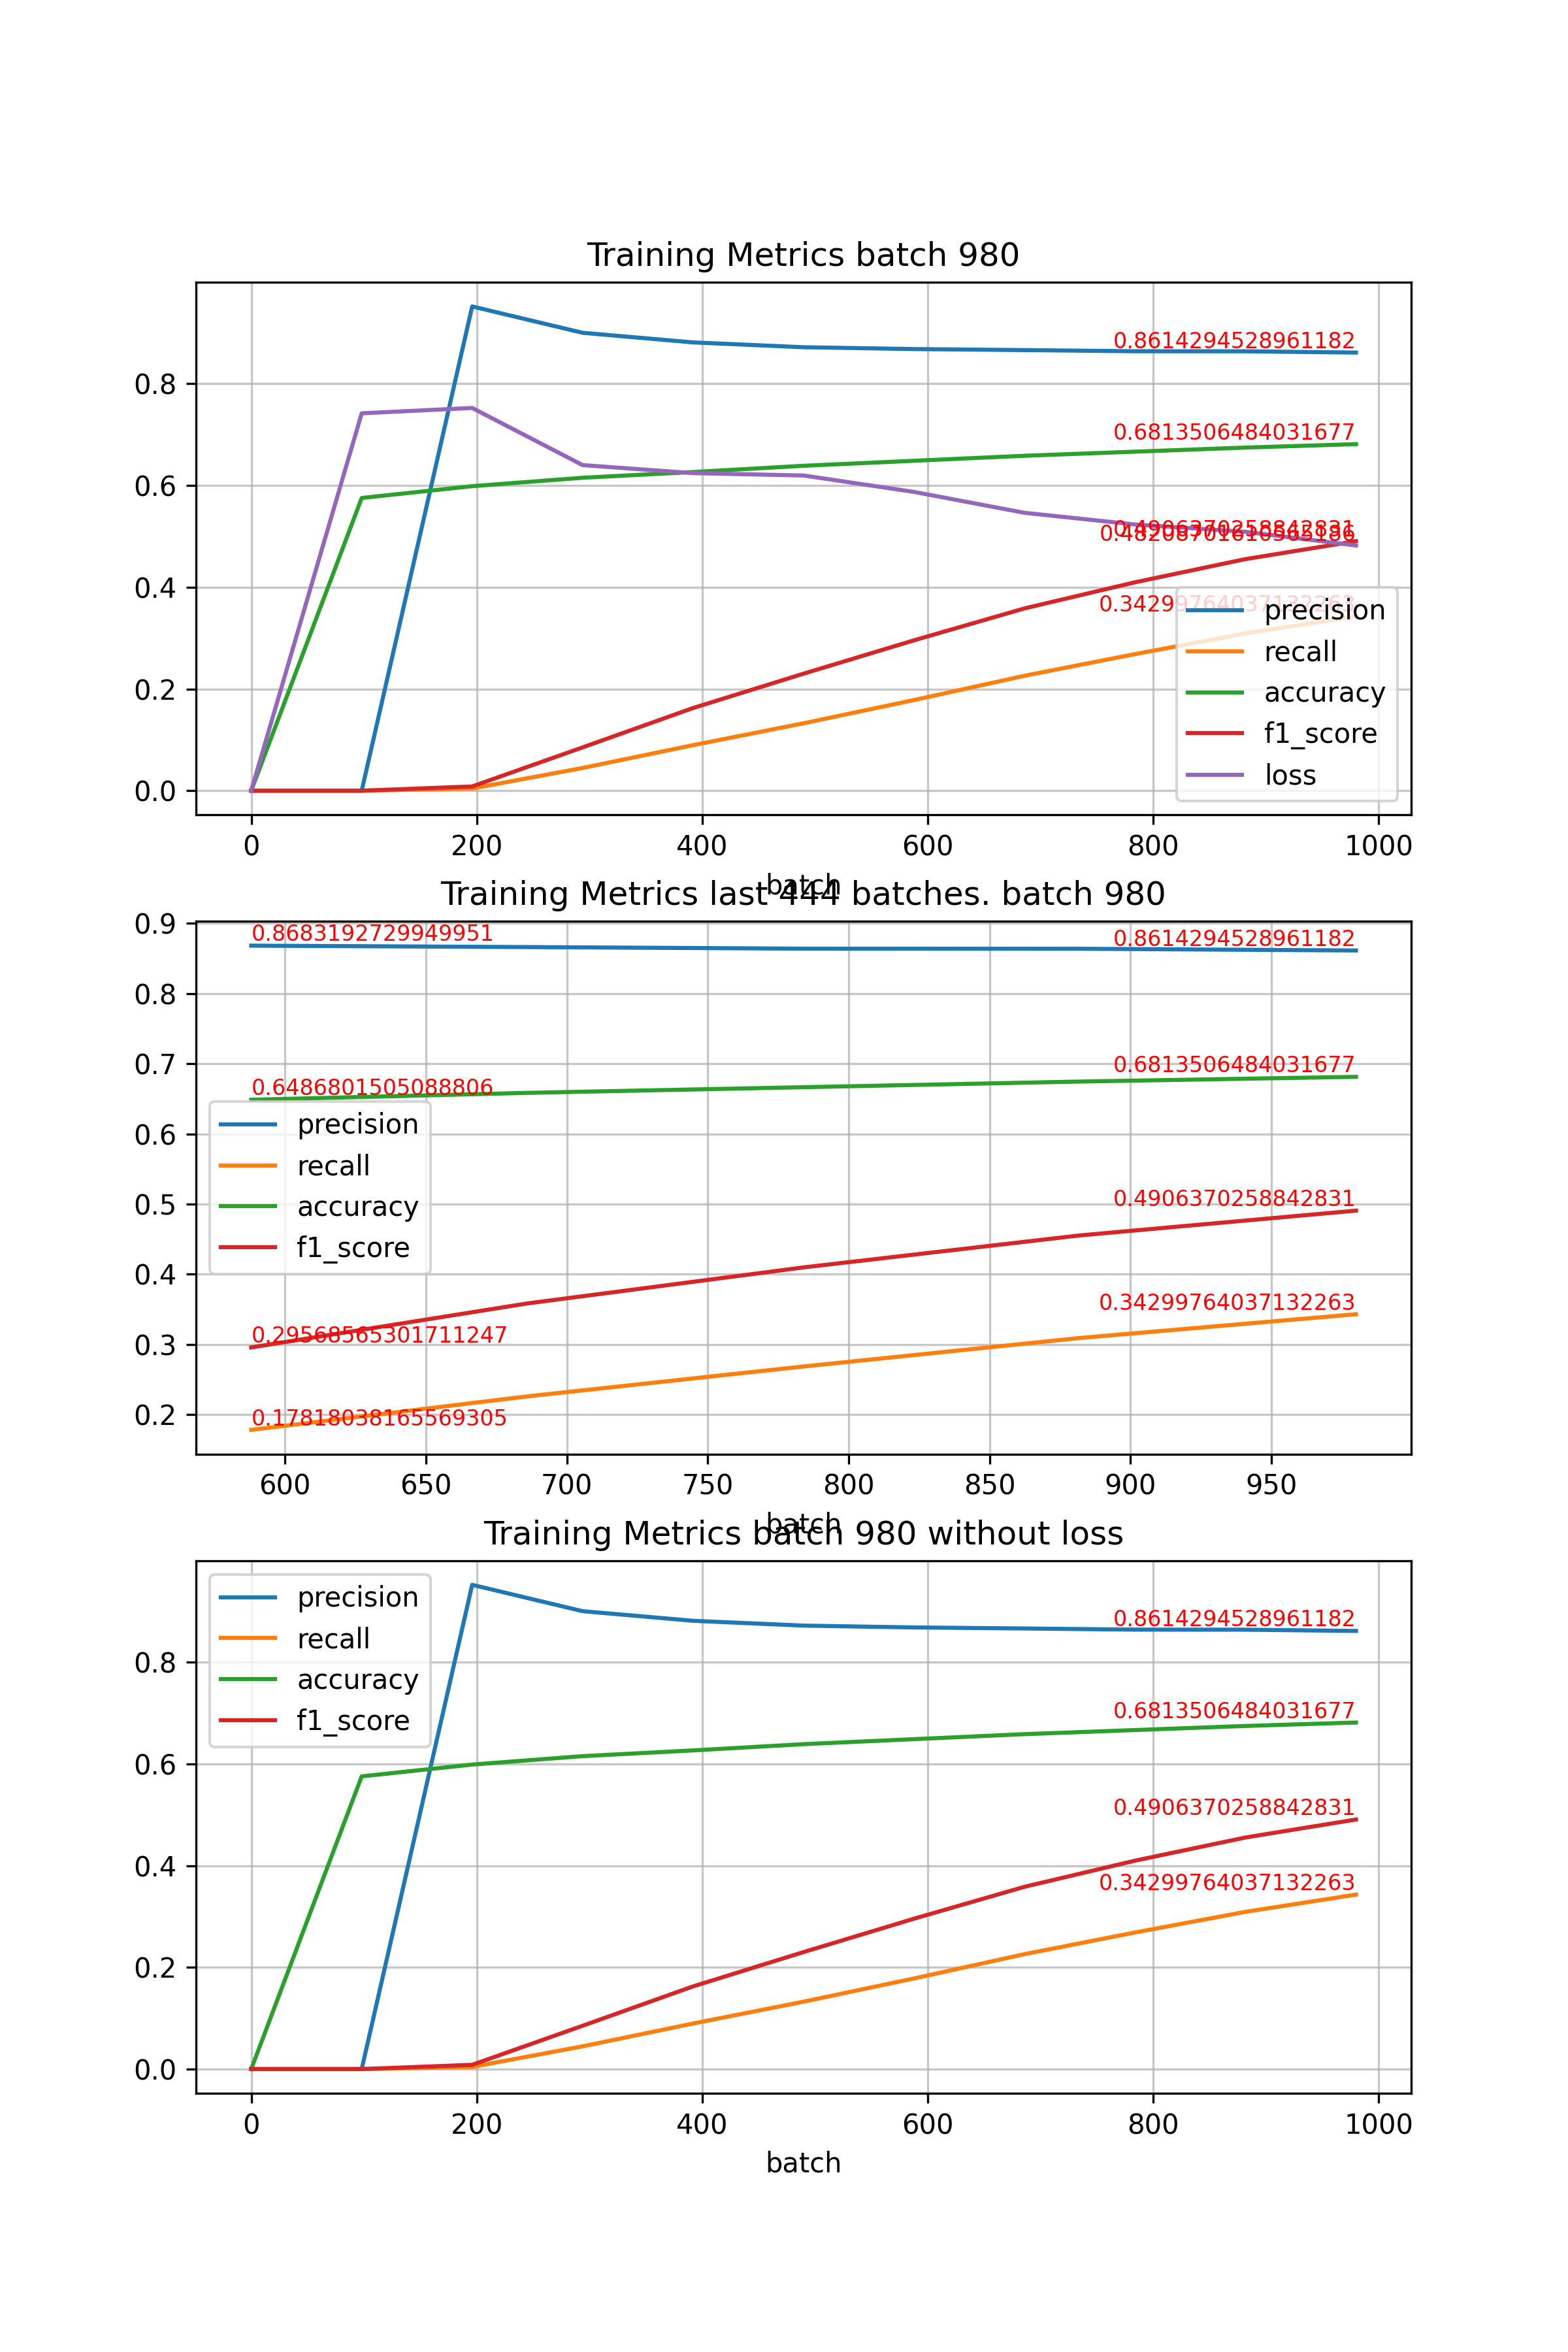 Training Metrics batch 980
0.8614294528961182
0.8
0.6813506484031677
0.6
0.4906370258842831
0.4
precision
recall
0.2
accuracy
f1_score
loss
0.0
0 200 400 600 800 1000
batch
Training Metrics last 444 batches. batch 980
0.9
0.8683192729949951 0.8614294528961182
0.8
0.7
0.6813506484031677
0.6486801505088806
precision
0.6
recall
accuracy
0.5
0.4906370258842831
f1_score
0.4
0.34299764037132263
0.29568565301711247
0.3
0.17818038165569305
0.2
600 650 700 750 800 850 900 950
batch
Training Metrics batch 980 without loss
precision
recall
accuracy
f1_score
0.8614294528961182
0.8
0.6813506484031677
0.6
0.4906370258842831
0.4
0.34299764037132263
0.2
0.0
0 200 400 600 800 1000
batch